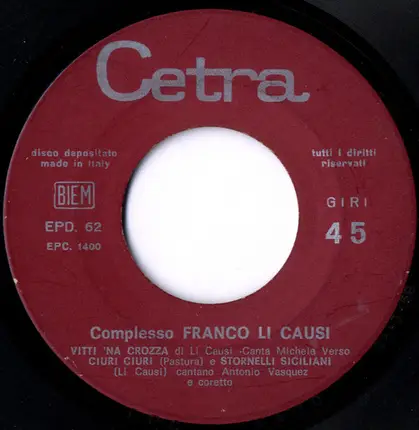 Cetra
disco depositato
made in Italy
tutti i diritti
riservati
BIEM
GIRI
EPD. 62
45
EPC. 1400
Complesso FRANCO LI CAUSI
VITTI 'NA CROZZA di Li Causi -Canta Michele Verso
CIURI CIURI (Pastura) e STORNELLI SICILIANI
(Li Causi) cantano Antonio Vasquez
e coretto